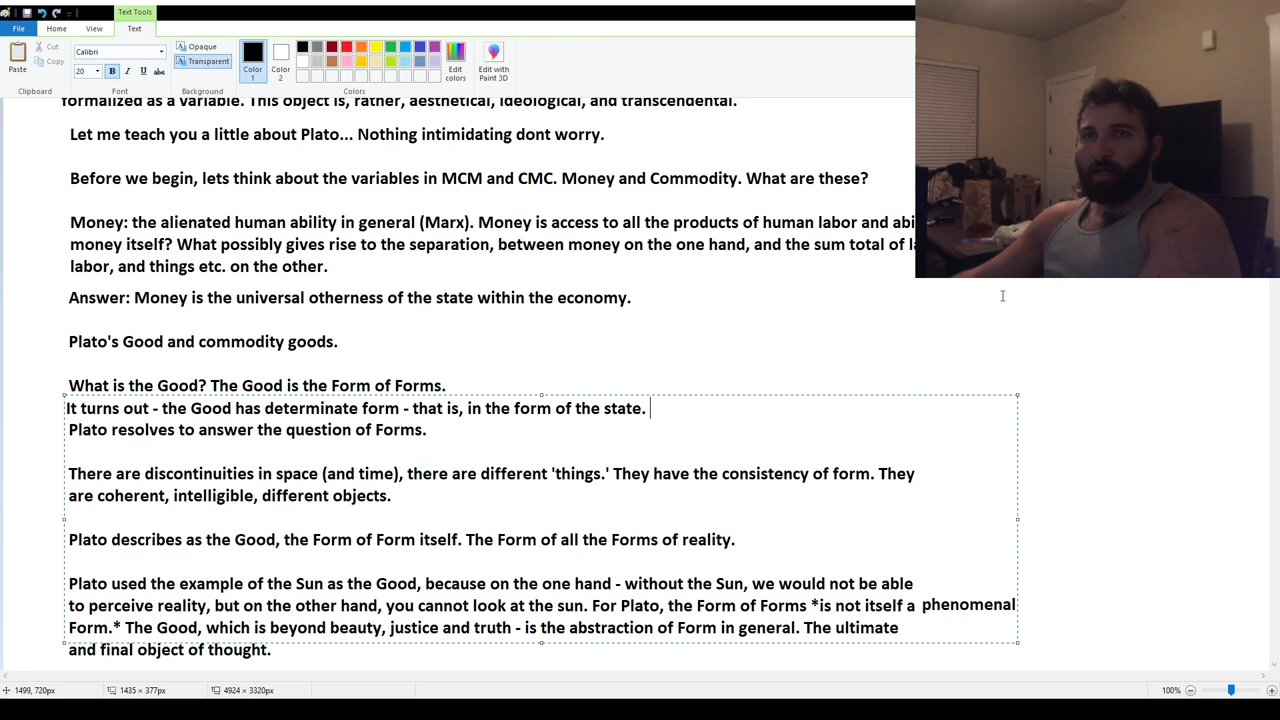 Text Tools
File
Home
View
Text
Paste
Cut
Copy
Clipboard
Calibri
20
B
I
U
abc
Font
Opaque
Transparent
Background
Color 1
Color 2
Edit colors
Edit with Paint 3D
Colors
formalized as a variable. This object is, rather, aesthetical, ideological, and transcendental.
Let me teach you a little about Plato... Nothing intimidating dont worry.
Before we begin, lets think about the variables in MCM and CMC. Money and Commodity. What are these?
Money: the alienated human ability in general (Marx). Money is access to all the products of human labor and abi
money itself? What possibly gives rise to the separation, between money on the one hand, and the sum total of la
labor, and things etc. on the other.
Answer: Money is the universal otherness of the state within the economy.
Plato's Good and commodity goods.
What is the Good? The Good is the Form of Forms.
It turns out - the Good has determinate form - that is, in the form of the state.
Plato resolves to answer the question of Forms.
There are discontinuities in space (and time), there are different 'things.' They have the consistency of form. They
are coherent, intelligible, different objects.
Plato describes as the Good, the Form of Form itself. The Form of all the Forms of reality.
Plato used the example of the Sun as the Good, because on the one hand - without the Sun, we would not be able
to perceive reality, but on the other hand, you cannot look at the sun. For Plato, the Form of Forms *is not itself a phenomenal
Form.* The Good, which is beyond beauty, justice and truth - is the abstraction of Form in general. The ultimate
and final object of thought.
1499, 720px
1435 × 377px
4924 × 3320px
100%